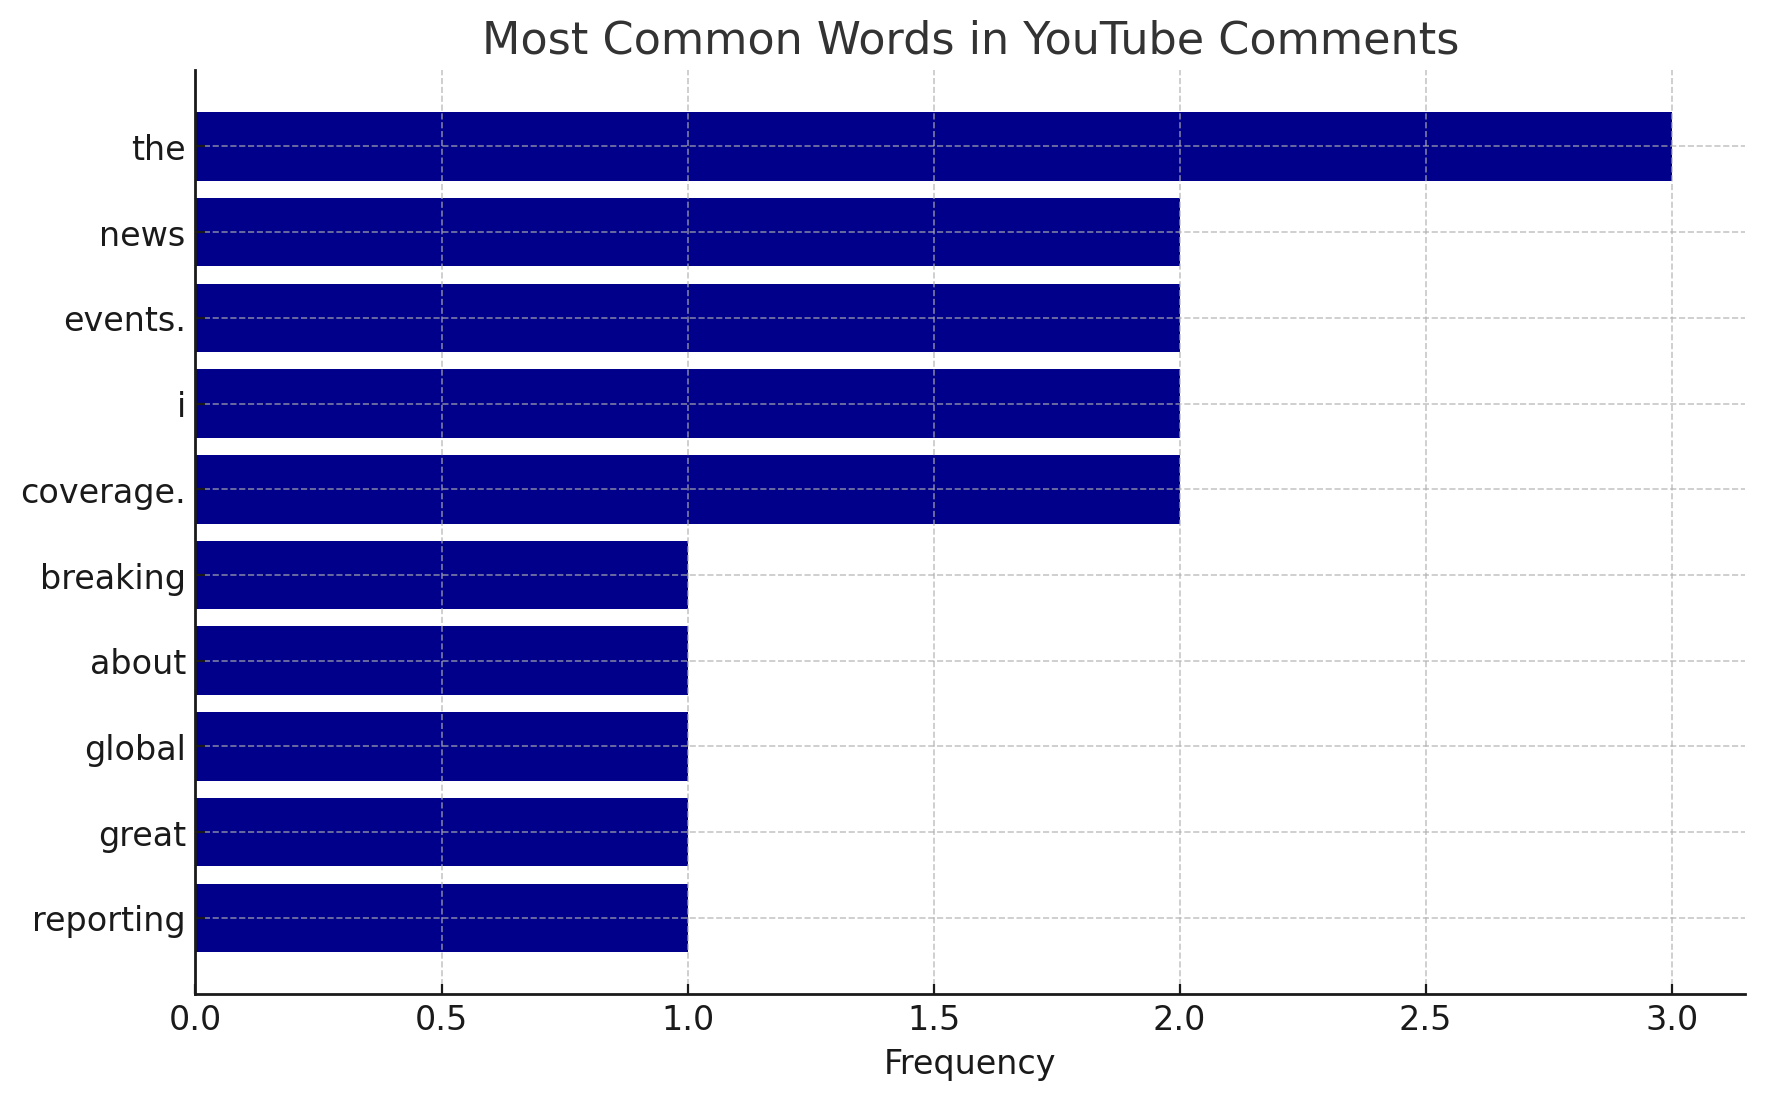 Most Common Words in YouTube Comments
the
news
events.
i
coverage.
breaking
about
global
great
reporting
0.0 0.5 1.0 1.5 2.0 2.5 3.0
Frequency